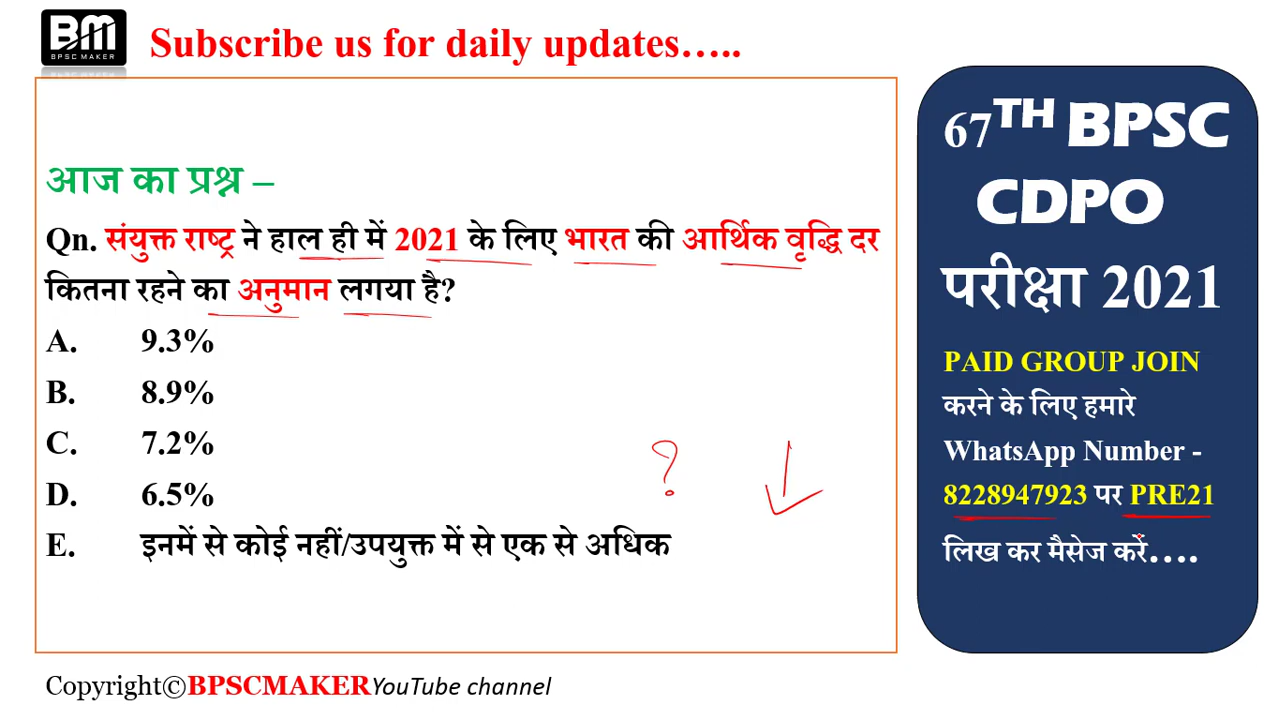 BM
BPSC MAKER
Subscribe us for daily updates…..
आज का प्रश्न –
Qn. संयुक्त राष्ट्र ने हाल ही में 2021 के लिए भारत की आर्थिक वृद्धि दर
कितना रहने का अनुमान लगया है?
A. 9.3%
B. 8.9%
C. 7.2%
D. 6.5%
E. इनमें से कोई नहीं/उपयुक्त में से एक से अधिक
?
Copyright©BPSCMAKERYouTube channel
67TH BPSC
CDPO
परीक्षा 2021
PAID GROUP JOIN
करने के लिए हमारे
WhatsApp Number -
8228947923 पर PRE21
लिख कर मैसेज करें....